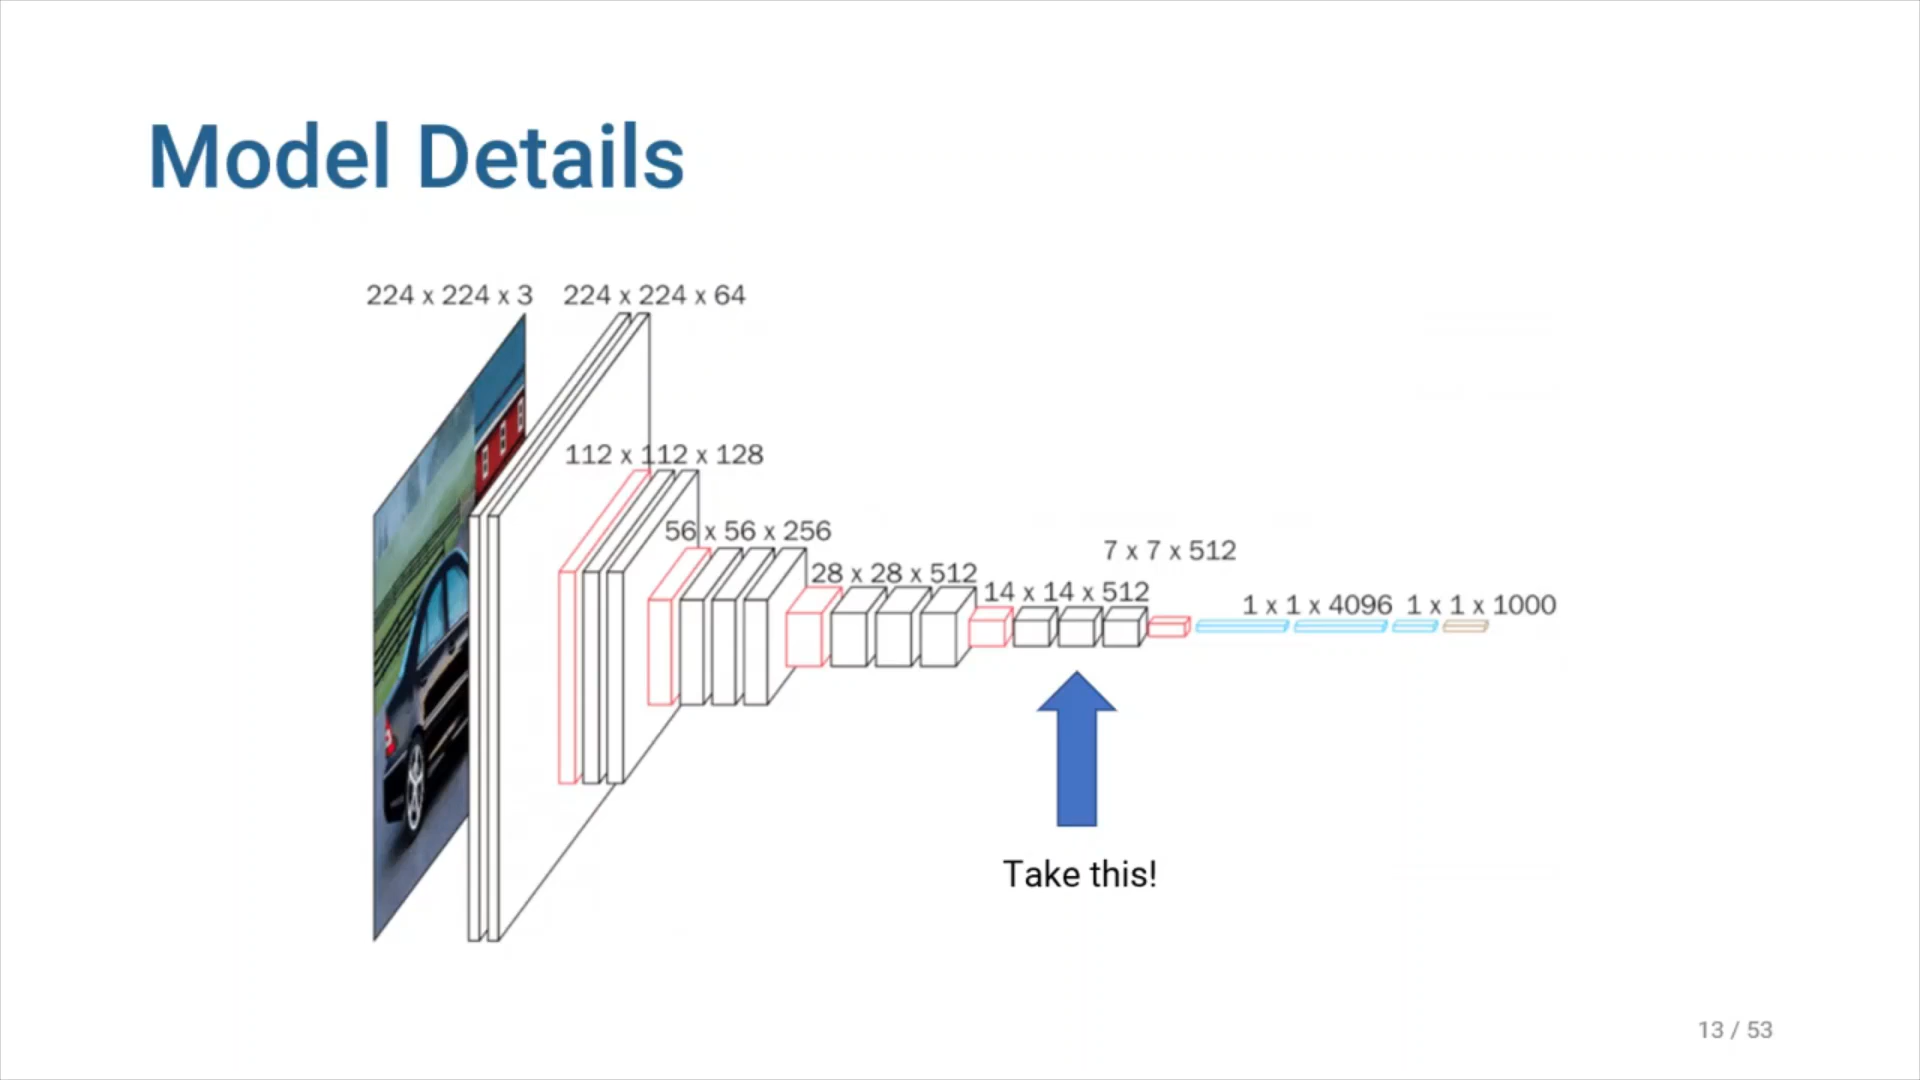 Model Details
224 x 224 x 3
224 x 224 x 64
112 x 112 x 128
56 x 56 x 256
28 x 28 x 512
14 x 14 x 512
7 x 7 x 512
1 x 1 x 4096
1 x 1 x 1000
Take this!
13 / 53